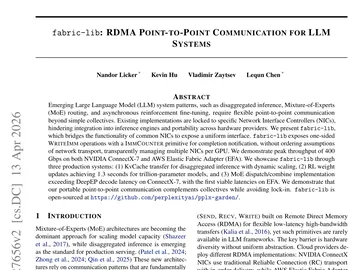 fabric-lib: RDMA POINT-TO-POINT COMMUNICATION FOR LLM
SYSTEMS
Nandor Licker * Kevin Hu Vladimir Zaytsev Lequn Chen *
ABSTRACT
Emerging Large Language Model (LLM) system patterns, such as disaggregated inference, Mixture-of-Experts
(MoE) routing, and asynchronous reinforcement fine-tuning, require flexible point-to-point communication
beyond simple collectives. Existing implementations are locked to specific Network Interface Controllers (NICs),
hindering integration into inference engines and portability across hardware providers. We present fabric-lib,
which bridges the functionality of common NICs to expose a uniform interface. fabric-lib exposes one-sided
WRITEIMM operations with a IMMCOUNTER primitive for completion notification, without ordering assumptions
of network transport, transparently managing multiple NICs per GPU. We demonstrate peak throughput of 400
Gbps on both NVIDIA ConnectX-7 and AWS Elastic Fabric Adapter (EFA). We showcase fabric-lib through
three production systems: (1) KvCache transfer for disaggregated inference with dynamic scaling, (2) RL weight
updates achieving 1.3 seconds for trillion-parameter models, and (3) MoE dispatch/combine implementation
exceeding DeepEP decode latency on ConnectX-7, with the first viable latencies on EFA. We demonstrate that
our portable point-to-point communication complements collectives while avoiding lock-in. fabric-lib is
open-sourced at https://github.com/perplexityai/pplx-garden/.
1 INTRODUCTION
Mixture-of-Experts (MoE) architectures are becoming the
dominant approach for scaling model capacity (Shazeer
et al., 2017), while disaggregated inference is emerging
as the standard for production serving. (Patel et al., 2024;
Zhong et al., 2024; Qin et al., 2025) These new architec-
tures rely on communication patterns that are fundamentally
(SEND, RECV, WRITE) built on Remote Direct Memory
Access (RDMA) for flexible low-latency high-bandwidth
transfers (Kalia et al., 2016), yet such primitives are rarely
available in LLM frameworks. The key barrier is hardware
diversity without uniform abstraction. Cloud providers de-
ploy different RDMA implementations: NVIDIA ConnectX
NICs use traditional Reliable Connection (RC) transport
[cs.DC] 13 Apr 2026